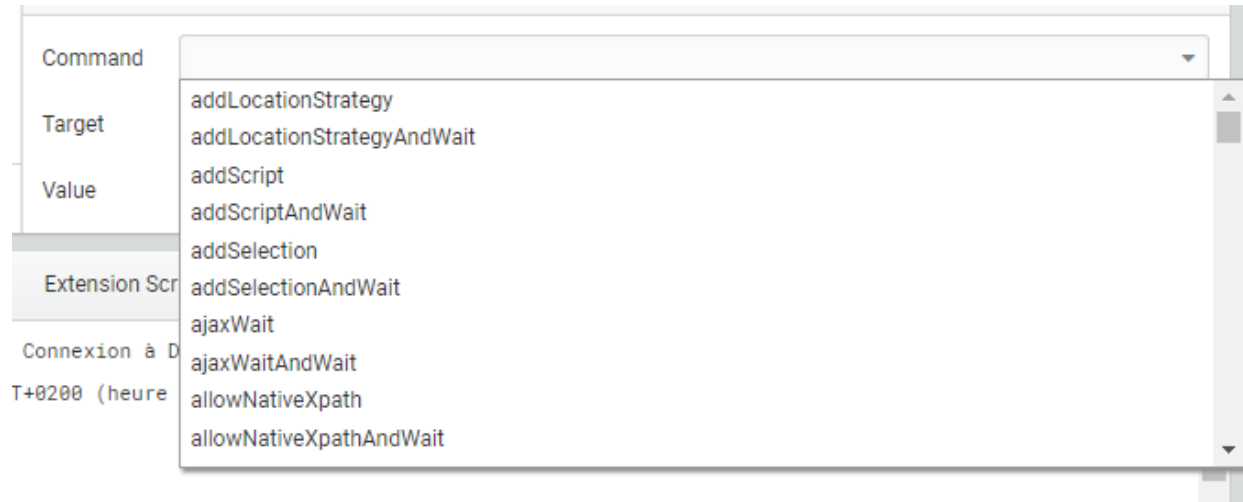 Command
addLocationStrategy
Target
addLocationStrategyAndWait
addScript
Value
addScriptAndWait
addSelection
Extension Scr
addSelectionAndWait
ajaxWait
Connexion à D
ajaxWaitAndWait
T+0200 (heure
allowNativeXpath
allowNativeXpathAndWait